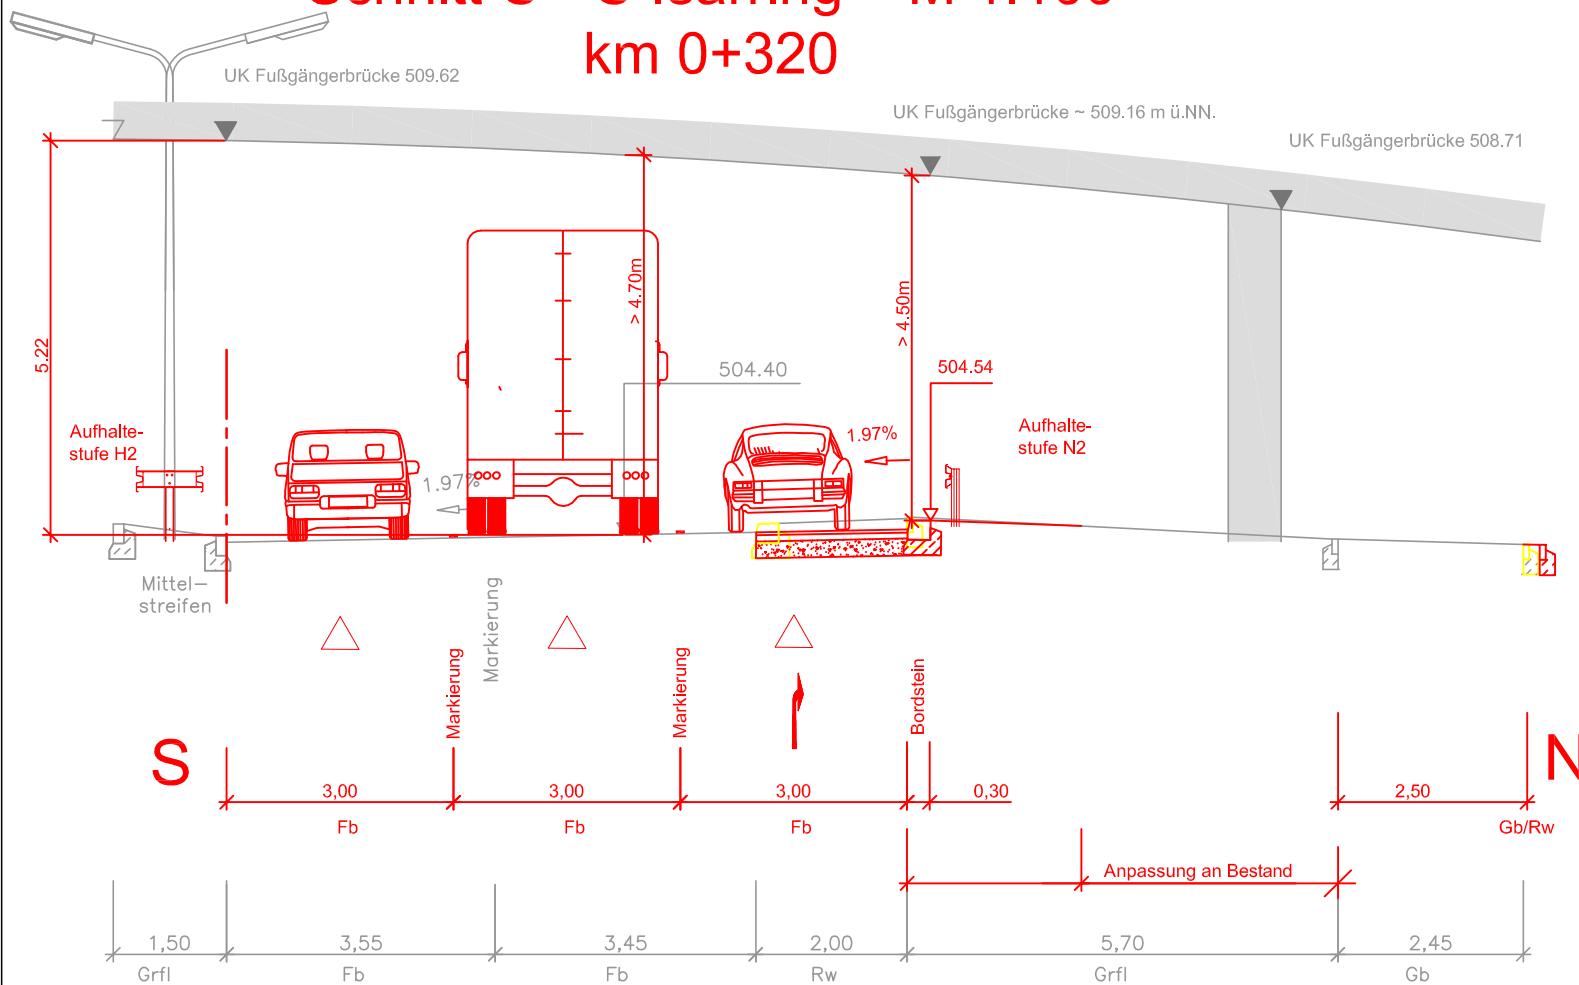 km 0+320
UK Fußgängerbrücke 509.62
UK Fußgängerbrücke ~ 509.16 m ü.NN.
UK Fußgängerbrücke 508.71
5.22
> 4.70m
> 4.50m
504.40
504.54
Aufhalte-
stufe H2
1.97%
1.97%
Aufhalte-
stufe N2
Mittel-
streifen
Markierung
Markierung
Markierung
Bordstein
S
N
3,00
3,00
3,00
0,30
2,50
Fb
Fb
Fb
Gb/Rw
Anpassung an Bestand
1,50
3,55
3,45
2,00
5,70
2,45
Grfl
Fb
Fb
Rw
Grfl
Gb